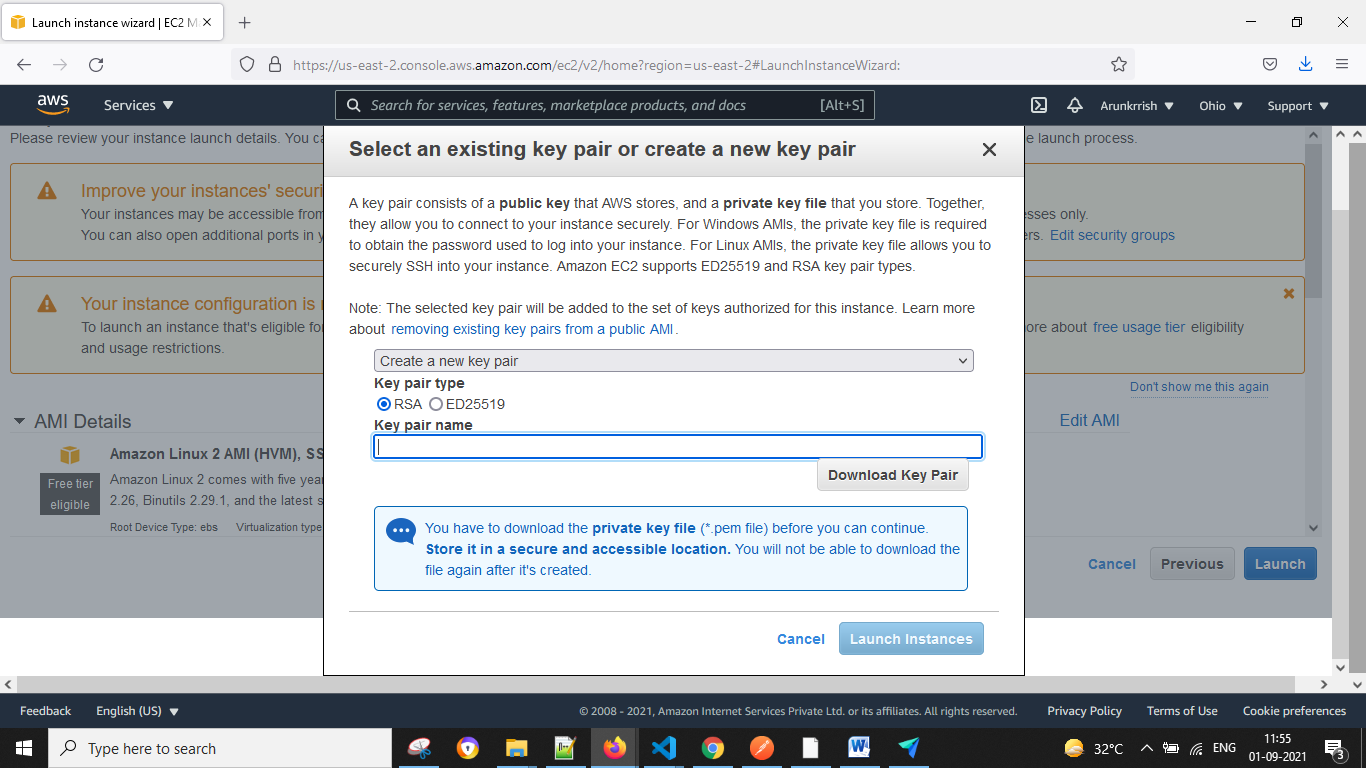 Launch instance wizard | EC2 M
https://us-east-2.console.aws.amazon.com/ec2/v2/home?region=us-east-2#LaunchInstanceWizard:
aws
Services
Search for services, features, marketplace products, and docs
[Alt+S]
Arunkrrish
Ohio
Support
Please review your instance launch details. You ca
e launch process.
Select an existing key pair or create a new key pair
Improve your instances' securi
Your instances may be accessible from
esses only.
You can also open additional ports in y
rs. Edit security groups
A key pair consists of a public key that AWS stores, and a private key file that you store. Together,
they allow you to connect to your instance securely. For Windows AMIs, the private key file is required
to obtain the password used to log into your instance. For Linux AMIs, the private key file allows you to
securely SSH into your instance. Amazon EC2 supports ED25519 and RSA key pair types.
Your instance configuration is
To launch an instance that's eligible fo
ore about free usage tier eligibility
and usage restrictions.
Note: The selected key pair will be added to the set of keys authorized for this instance. Learn more
about removing existing key pairs from a public AMI.
Create a new key pair
Key pair type
RSA
ED25519
Key pair name
Download Key Pair
Don't show me this again
AMI Details
Edit AMI
Amazon Linux 2 AMI (HVM), SS
Free tier
eligible
Amazon Linux 2 comes with five year
2.26, Binutils 2.29.1, and the latest s
Root Device Type: ebs
Virtualization type
You have to download the private key file (*.pem file) before you can continue.
Store it in a secure and accessible location. You will not be able to download the
file again after it's created.
Cancel
Previous
Launch
Cancel
Launch Instances
Feedback
English (US)
© 2008 - 2021, Amazon Internet Services Private Ltd. or its affiliates. All rights reserved.
Privacy Policy
Terms of Use
Cookie preferences
Type here to search
32°C
ENG
11:55
01-09-2021
3